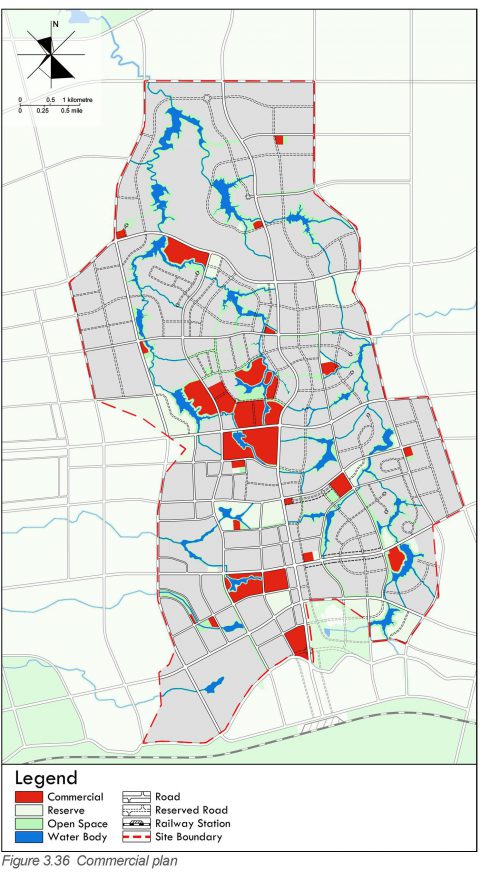 N
0 0.5 1 kilometre
0 0.25 0.5 mile
Legend
Commercial
Reserve
Open Space
Water Body
Road
Reserved Road
Railway Station
Site Boundary
Figure 3.36 Commercial plan